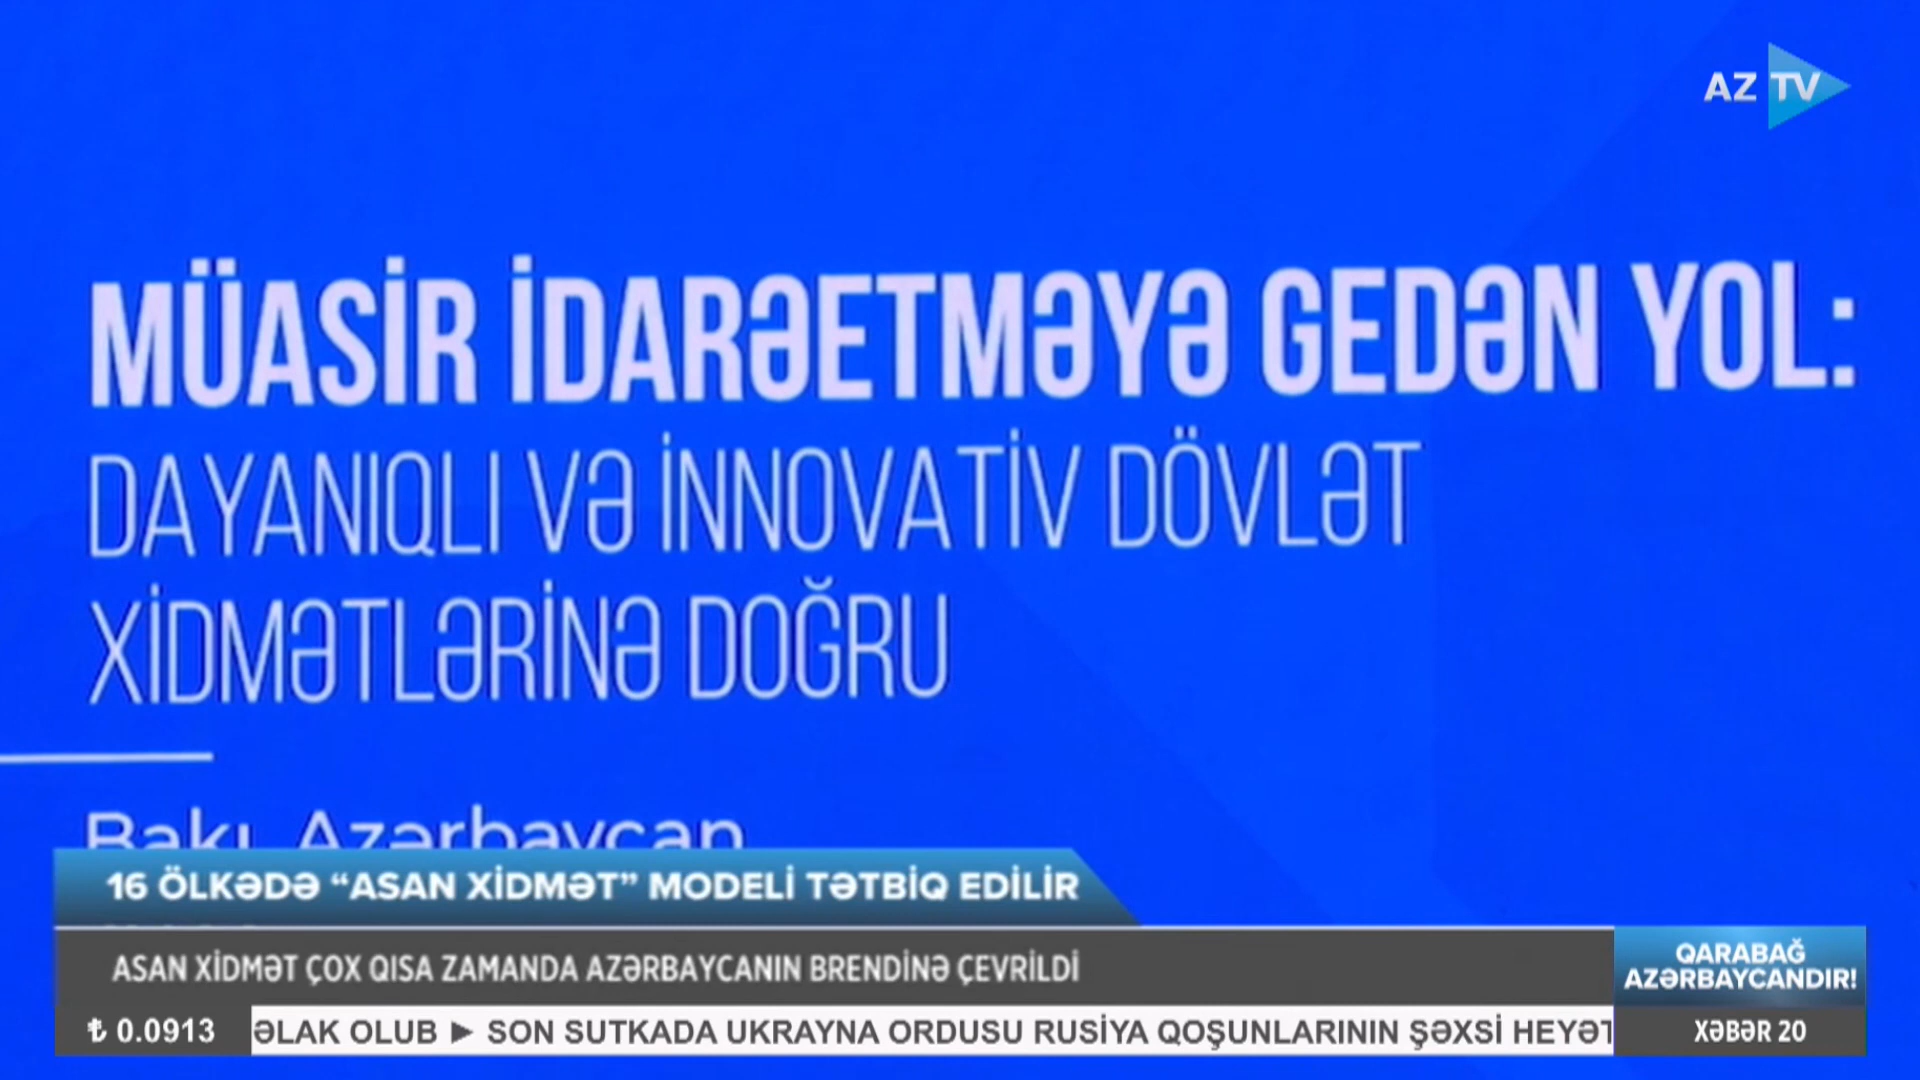 AZ TV
MÜASİR İDARƏETMƏYƏ GEDƏN YOL:
DAYANIQLI VƏ İNNOVATİV DÖVLƏT
XİDMƏTLƏRİNƏ DOĞRU
Bakı, Azərbaycan
16 ÖLKƏDƏ “ASAN XİDMƏT” MODELİ TƏTBİQ EDİLİR
ASAN XİDMƏT ÇOX QISA ZAMANDA AZƏRBAYCANIN BRENDİNƏ ÇEVRİLDİ
QARABAĞ
AZƏRBAYCANDIR!
₺ 0.0913
ƏLAK OLUB ► SON SUTKADA UKRAYNA ORDUSU RUSİYA QOŞUNLARININ ŞƏXSİ HEYƏT
XƏBƏR 20